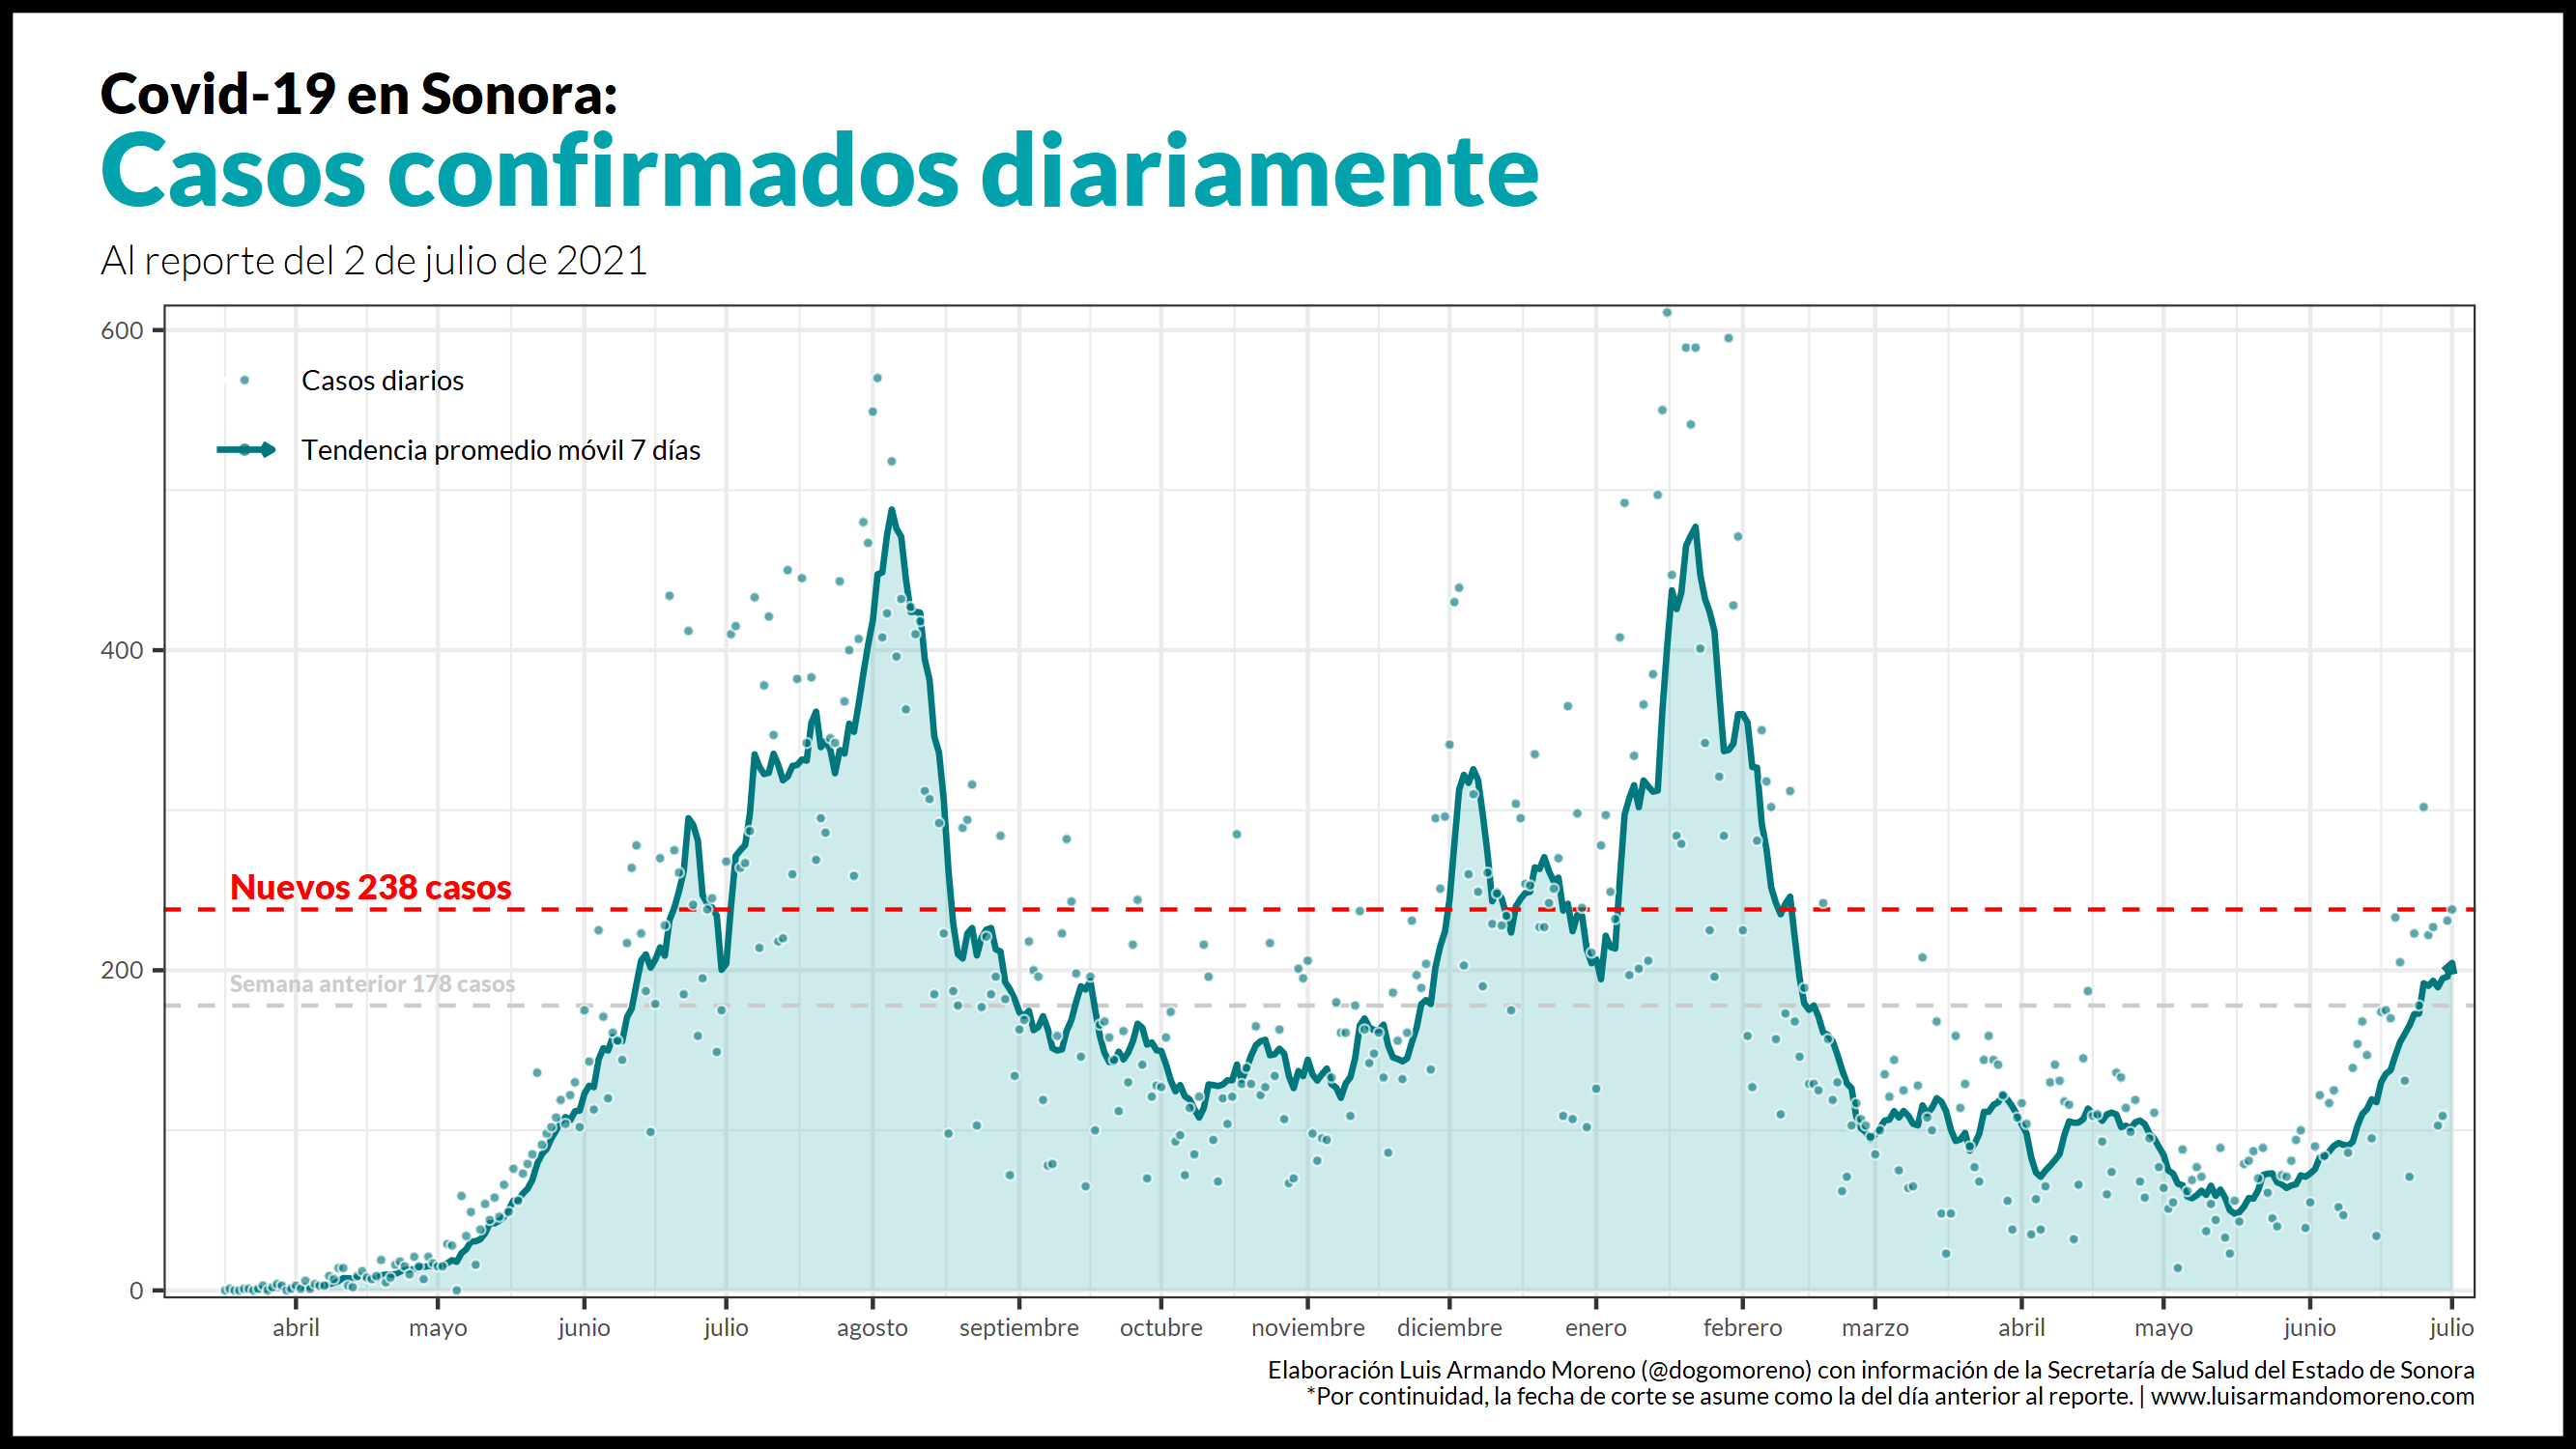 Covid-19 en Sonora:
Casos confirmados diariamente
Al reporte del 2 de julio de 2021
600
Casos diarios
Tendencia promedio móvil 7 días
400
Nuevos 238 casos
200
Semana anterior 178 casos
0
abril mayo junio julio agosto septiembre octubre noviembre diciembre enero febrero marzo abril mayo junio julio
Elaboración Luis Armando Moreno (@dogomoreno) con información de la Secretaría de Salud del Estado de Sonora
*Por continuidad, la fecha de corte se asume como la del día anterior al reporte. | www.luisarmandomoreno.com